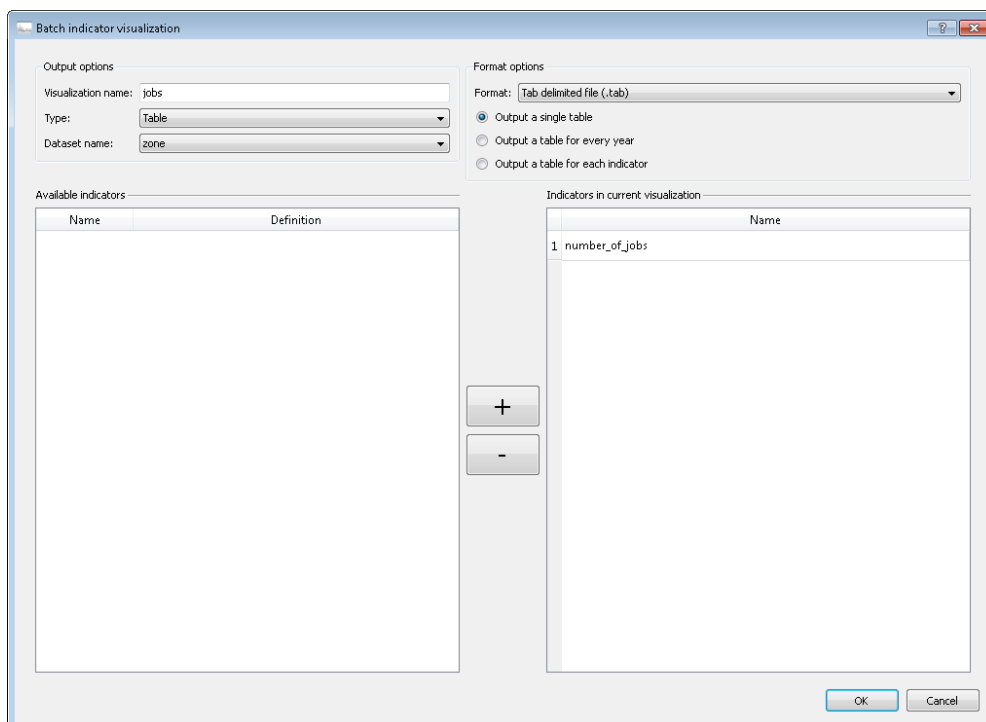 Batch indicator visualization
Output options
Visualization name: jobs
Type: Table
Dataset name: zone
Format options
Format: Tab delimited file (.tab)
Output a single table
Output a table for every year
Output a table for each indicator
Available indicators
Name Definition
+
-
Indicators in current visualization
Name
1 number_of_jobs
OK Cancel